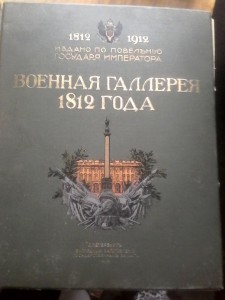 1812 1912
ИЗДАНО ПО ПОВЕЛѢНІЮ
ГОСУДАРЯ ИМПЕРАТОРА
ВОЕННАЯ ГАЛЛЕРЕЯ
1812 ГОДА